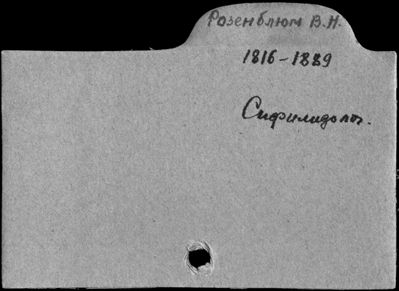 Розенблюм В.Н.
1816-1889
Сифилидолог.